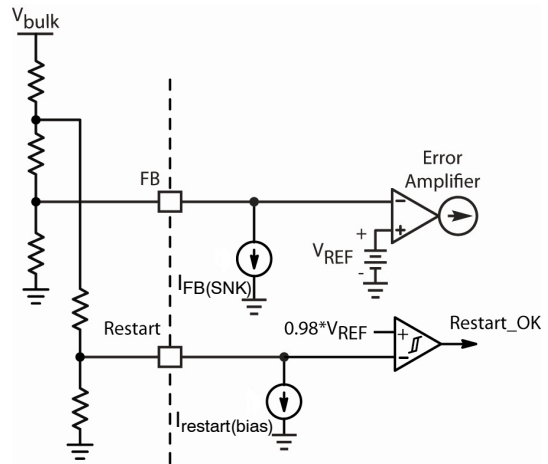 Vbulk
FB
Error
Amplifier
+
-
VREF
IFB(SNK)
Restart
0.98*VREF
Restart_OK
Irestart(bias)